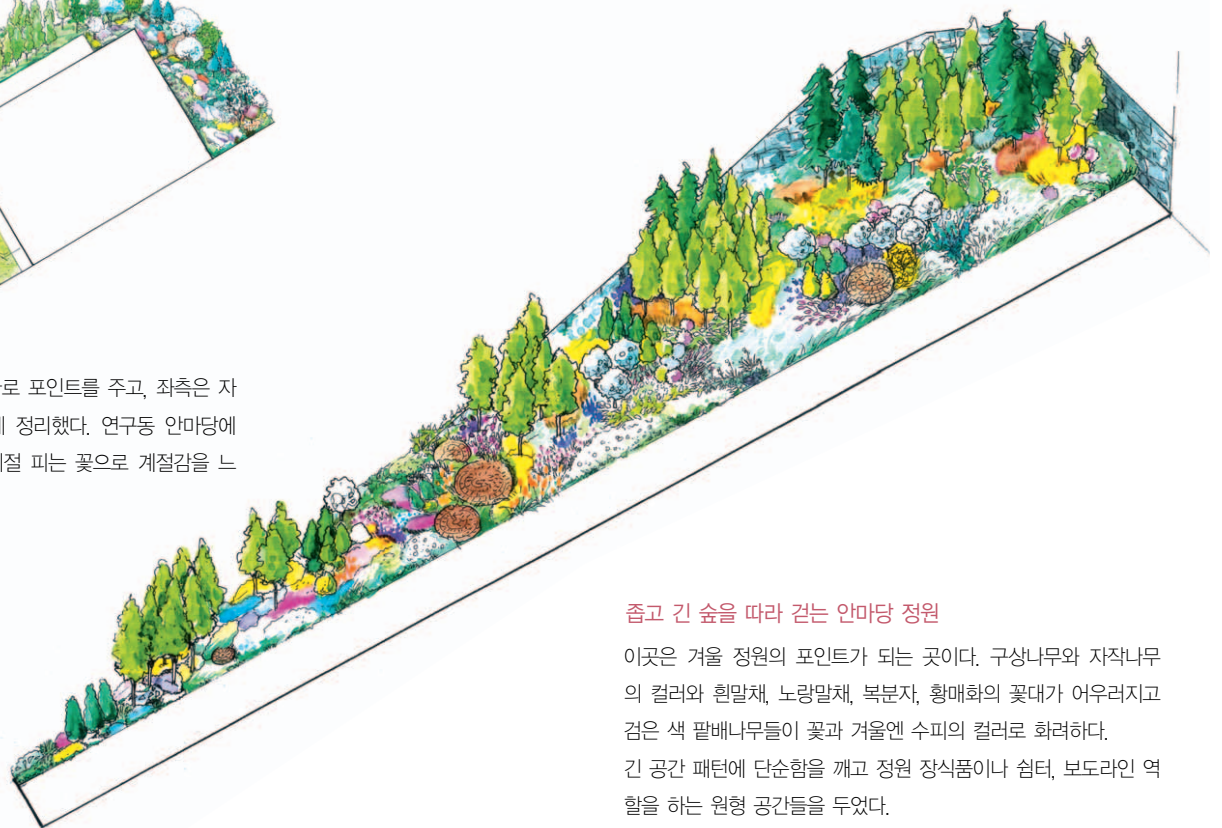 로 포인트를 주고, 좌측은 자
정리했다. 연구동 안마당에
피는 꽃으로 계절감을 느
좁고 긴 숲을 따라 걷는 안마당 정원
이곳은 겨울 정원의 포인트가 되는 곳이다. 구상나무와 자작나무
의 컬러와 흰말채, 노랑말채, 복분자, 황매화의 꽃대가 어우러지고
검은 색 팥배나무들이 꽃과 겨울엔 수피의 컬러로 화려하다.
긴 공간 패턴에 단순함을 깨고 정원 장식품이나 쉼터, 보도라인 역
할을 하는 원형 공간들을 두었다.